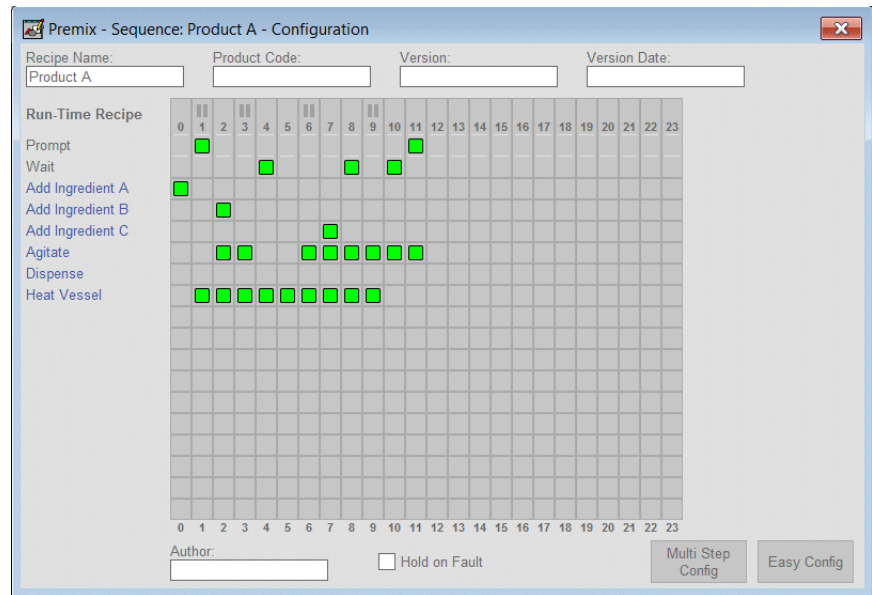 Premix - Sequence: Product A - Configuration
Recipe Name: Product Code: Version: Version Date:
Product A
Run-Time Recipe
0 1 2 3 4 5 6 7 8 9 10 11 12 13 14 15 16 17 18 19 20 21 22 23
Prompt
Wait
Add Ingredient A
Add Ingredient B
Add Ingredient C
Agitate
Dispense
Heat Vessel
0 1 2 3 4 5 6 7 8 9 10 11 12 13 14 15 16 17 18 19 20 21 22 23
Author:
Hold on Fault
Multi Step
Config
Easy Config